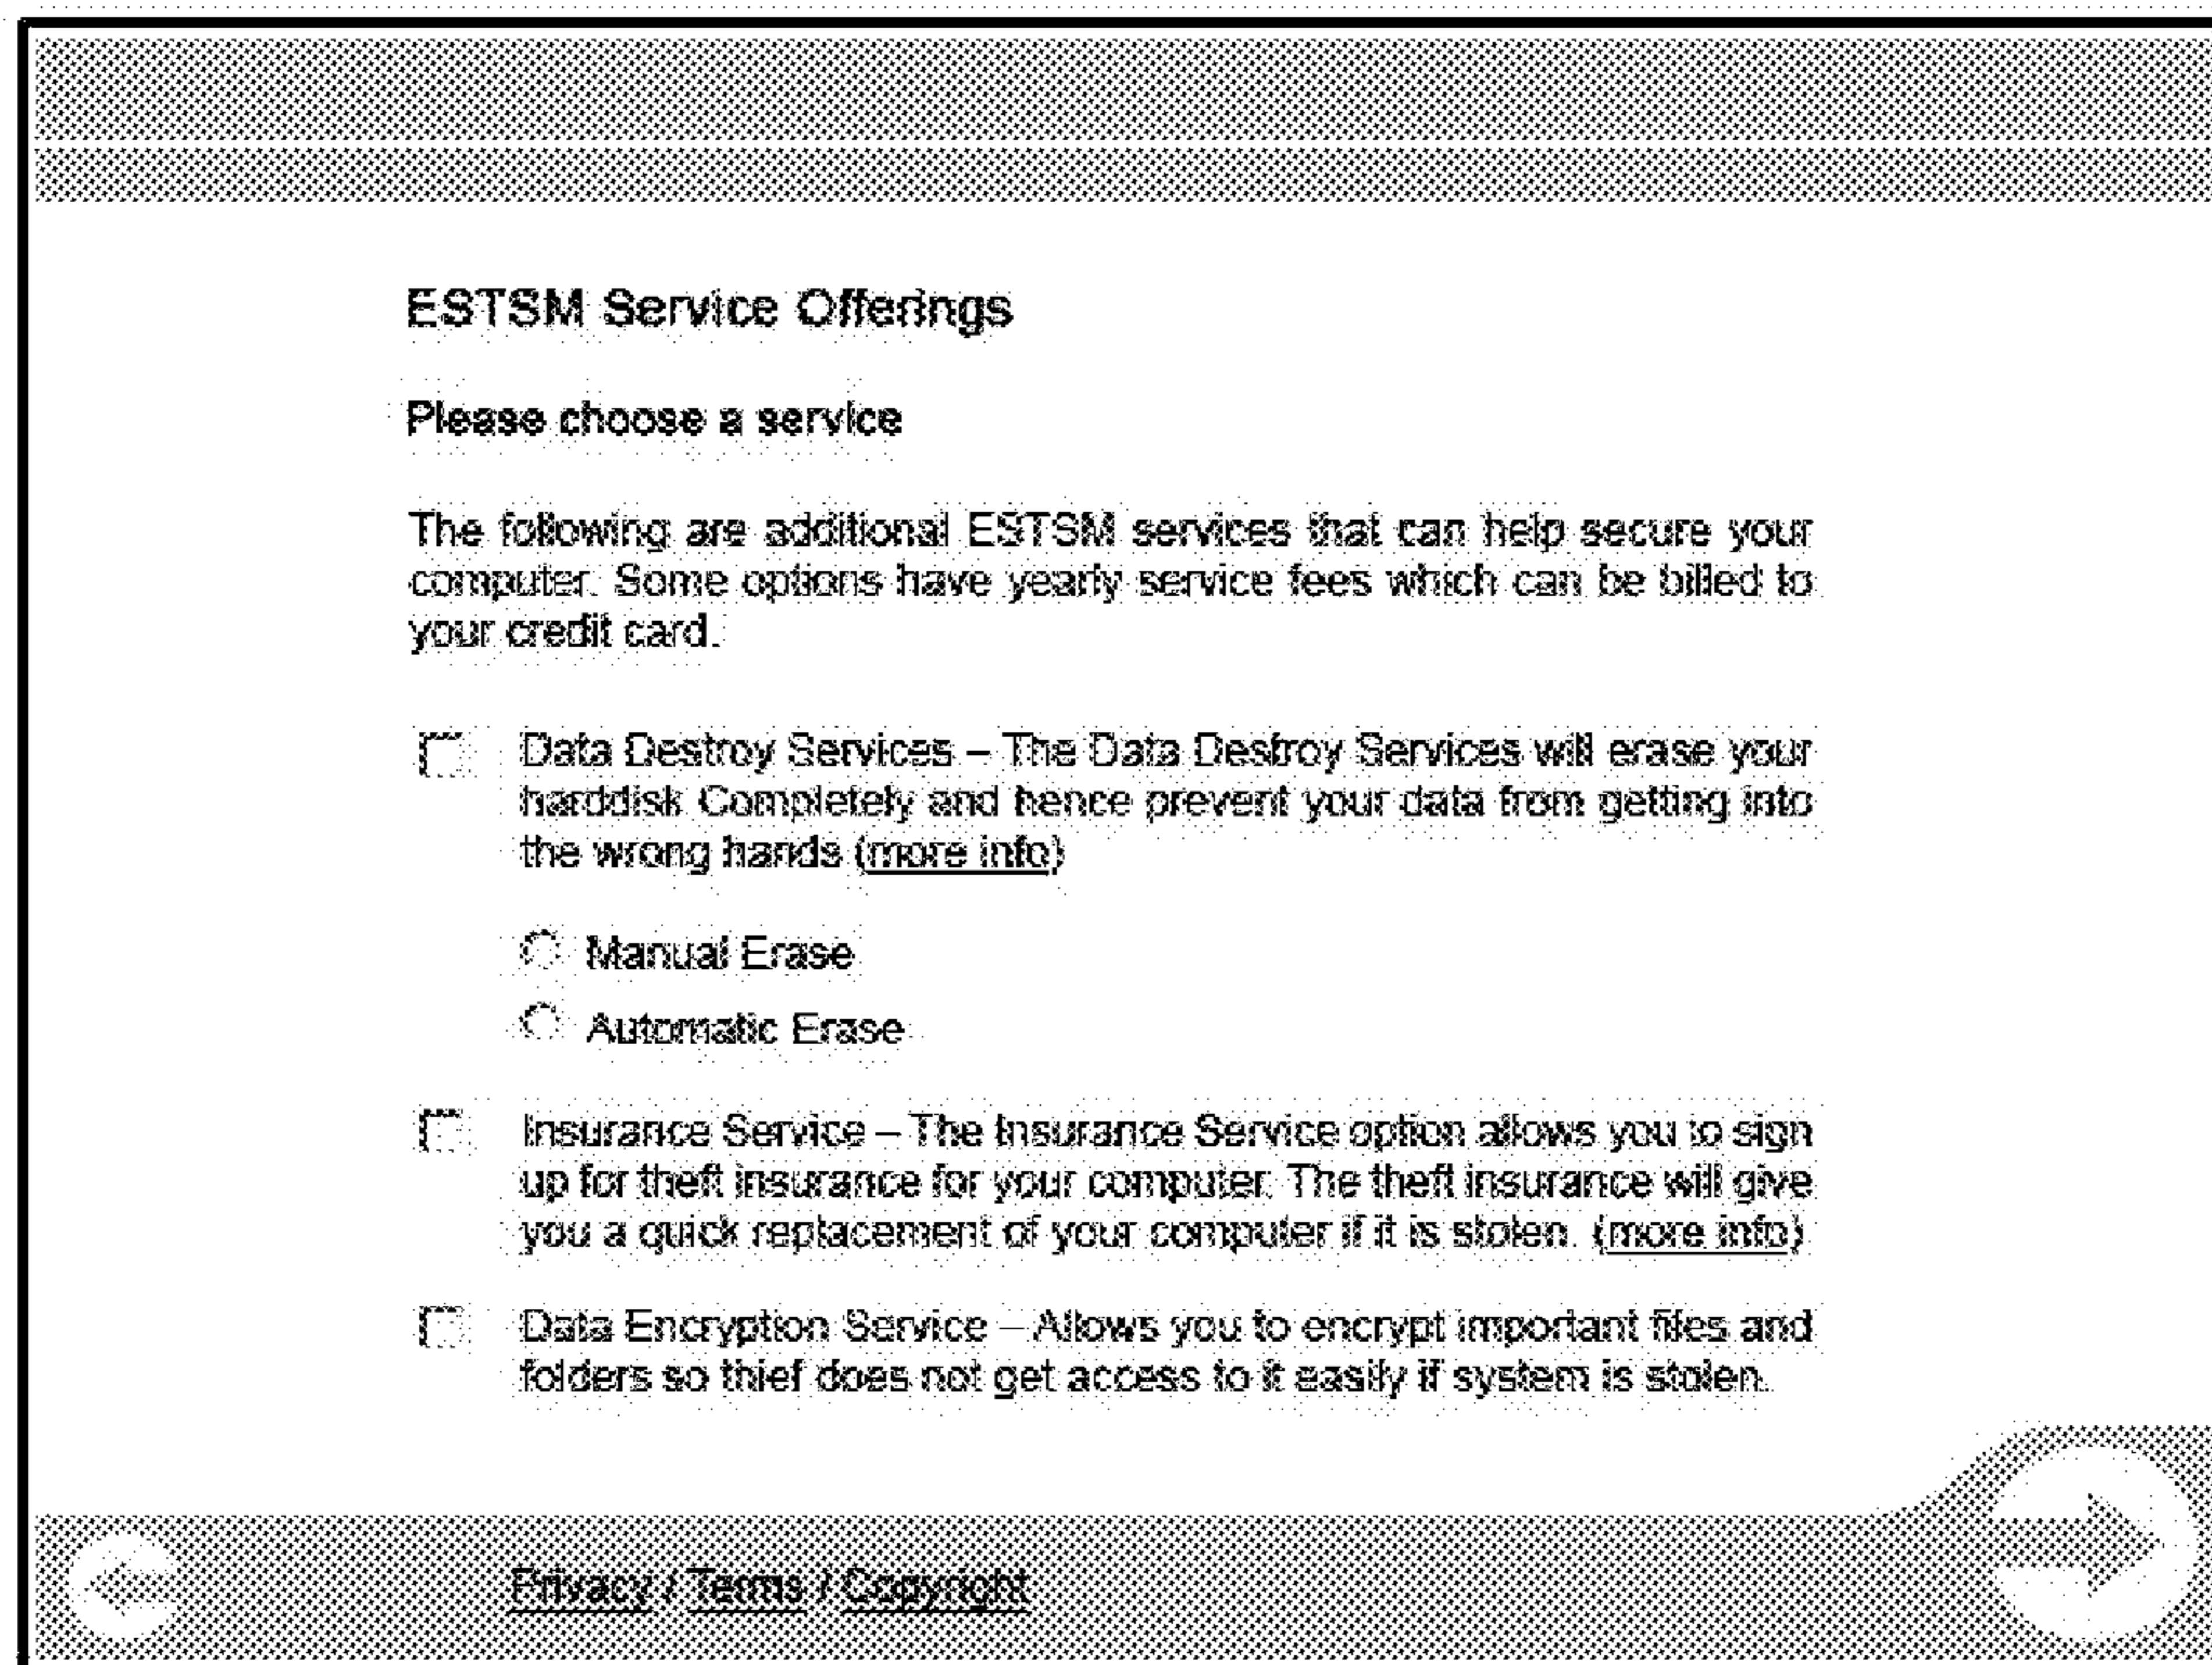 ESTSM Service Offerings
Please choose a service
The following are additional ESTSM services that can help secure your
computer. Some options have yearly service fees which can be billed to
your credit card.
Data Destroy Services – The Data Destroy Services will erase your
harddisk Completely and hence prevent your data from getting into
the wrong hands (more info)
Manual Erase
Automatic Erase
Insurance Service – The Insurance Service option allows you to sign
up for theft insurance for your computer. The theft insurance will give
you a quick replacement of your computer if it is stolen. (more info)
Data Encryption Service – Allows you to encrypt important files and
folders so thief does not get access to it easily if system is stolen.
Privacy / Terms / Copyright